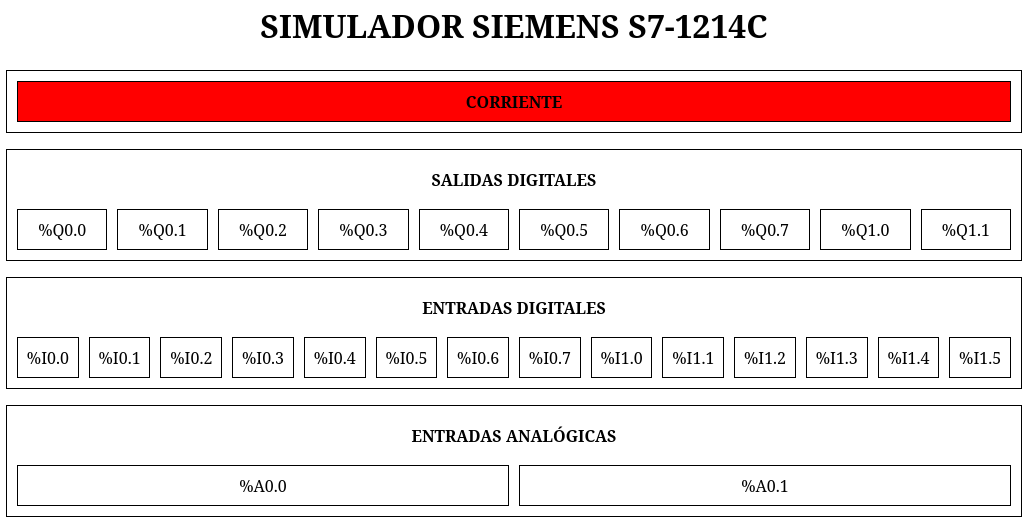 SIMULADOR SIEMENS S7-1214C
CORRIENTE
SALIDAS DIGITALES
%Q0.0 %Q0.1 %Q0.2 %Q0.3 %Q0.4 %Q0.5 %Q0.6 %Q0.7 %Q1.0 %Q1.1
ENTRADAS DIGITALES
%I0.0 %I0.1 %I0.2 %I0.3 %I0.4 %I0.5 %I0.6 %I0.7 %I1.0 %I1.1 %I1.2 %I1.3 %I1.4 %I1.5
ENTRADAS ANALÓGICAS
%A0.0 %A0.1